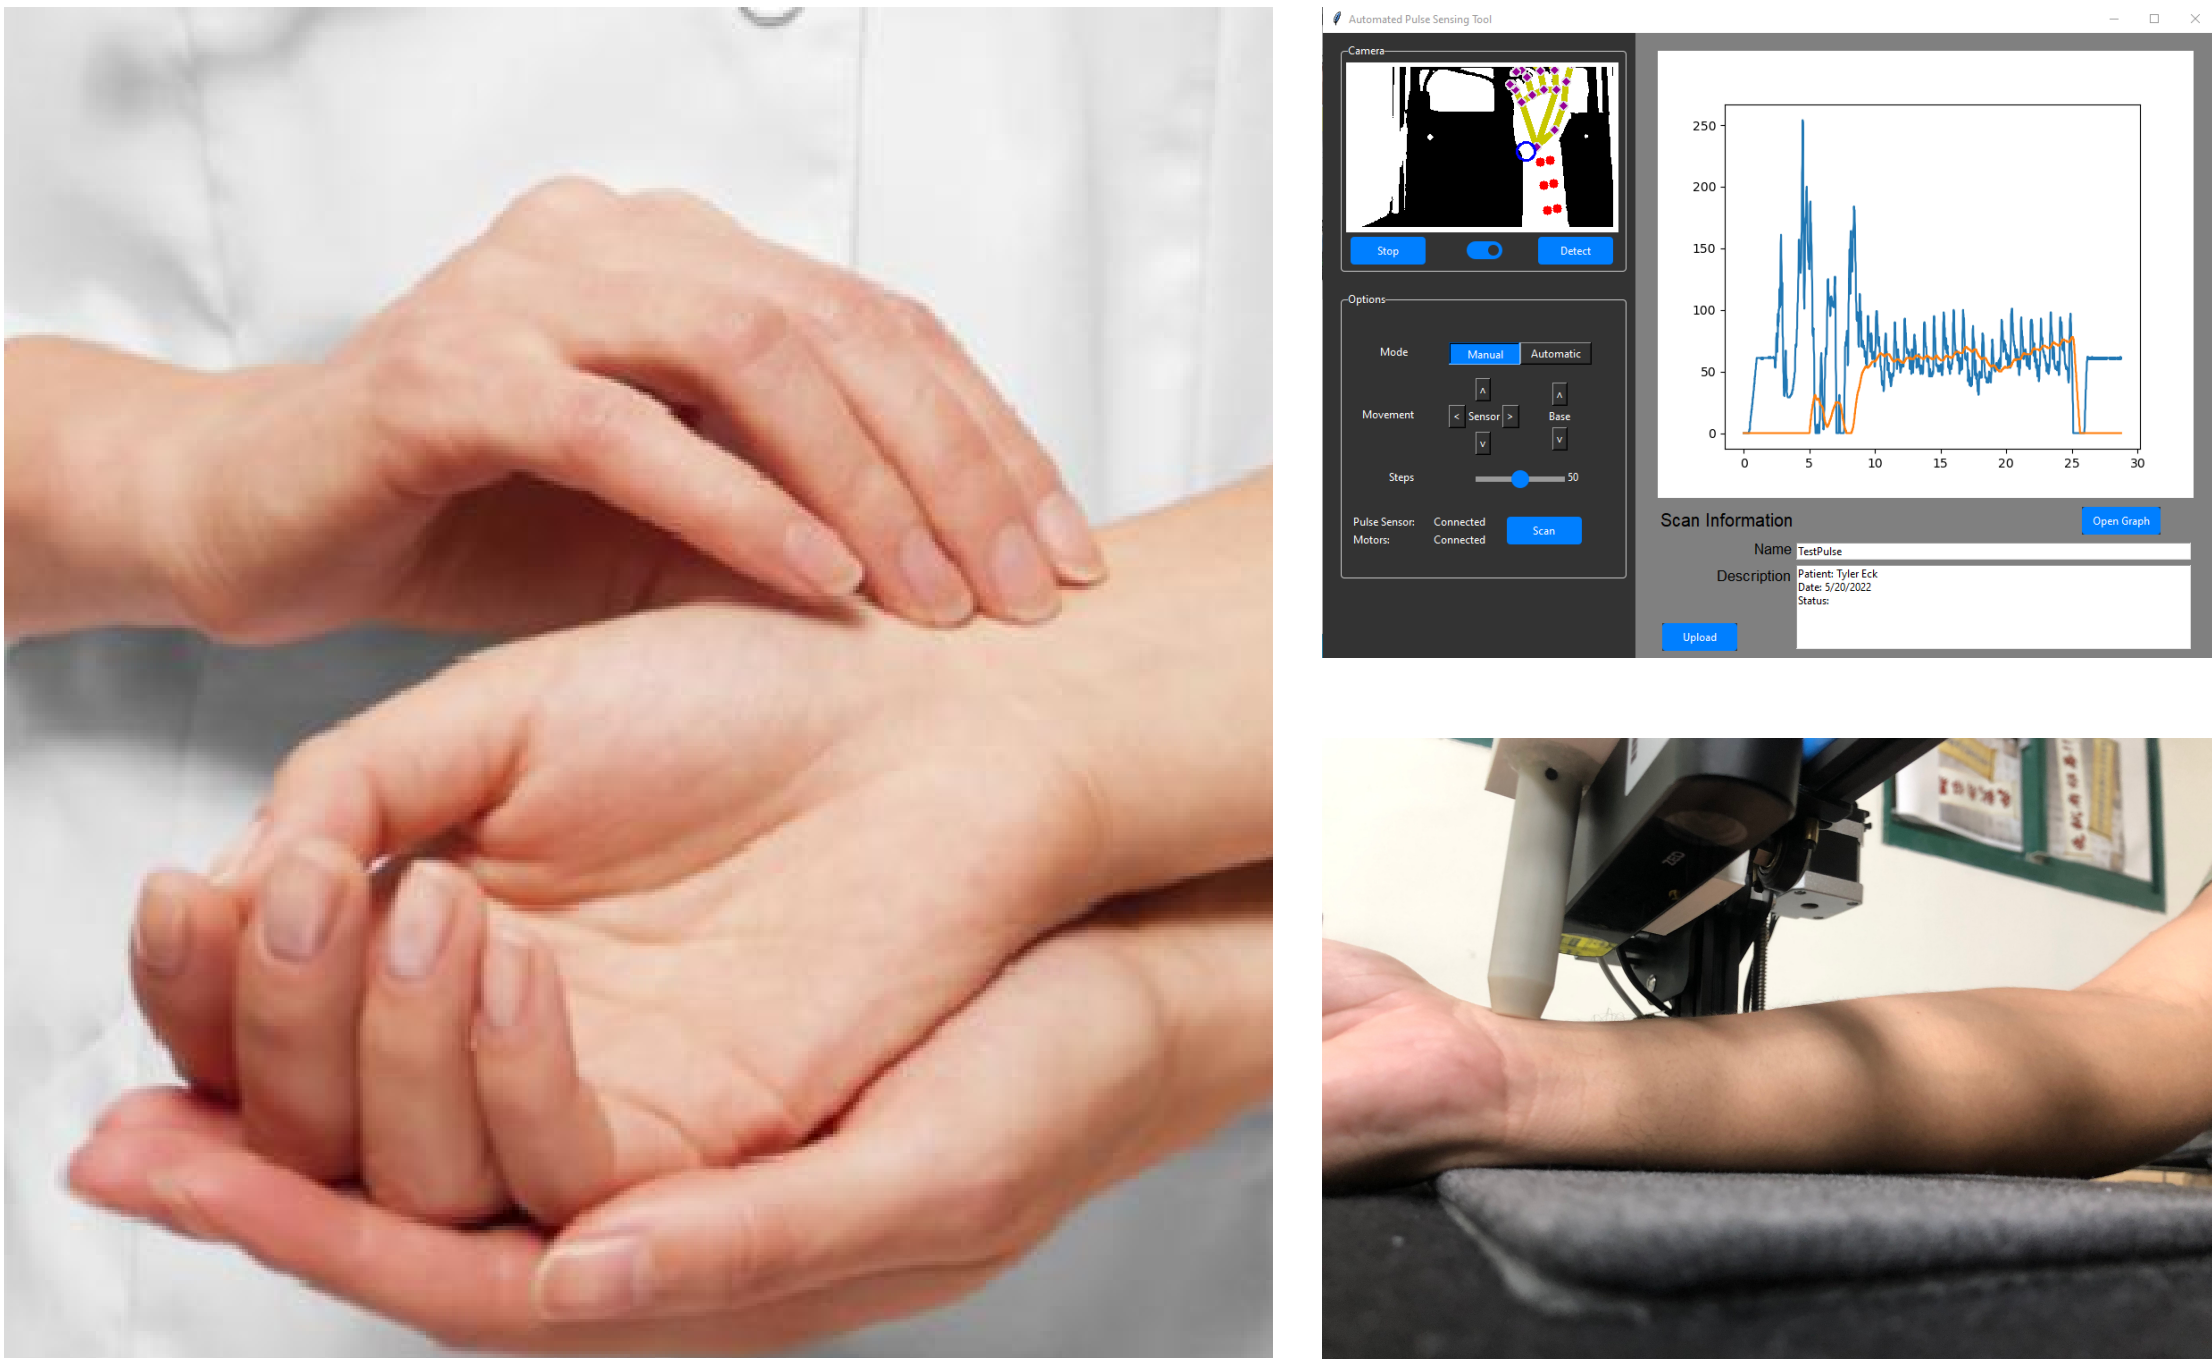 Automated Pulse Sensing Tool
Camera
Stop
Detect
Options
Mode
Manual
Automatic
Movement
^
< Sensor >
v
^
Base
v
Steps
50
Pulse Sensor: Connected
Motors: Connected
Scan
250
200
150
100
50
0
0 5 10 15 20 25 30
Scan Information
Open Graph
Name
TestPulse
Description
Patient: Tyler Eck
Date: 5/20/2022
Status:
Upload